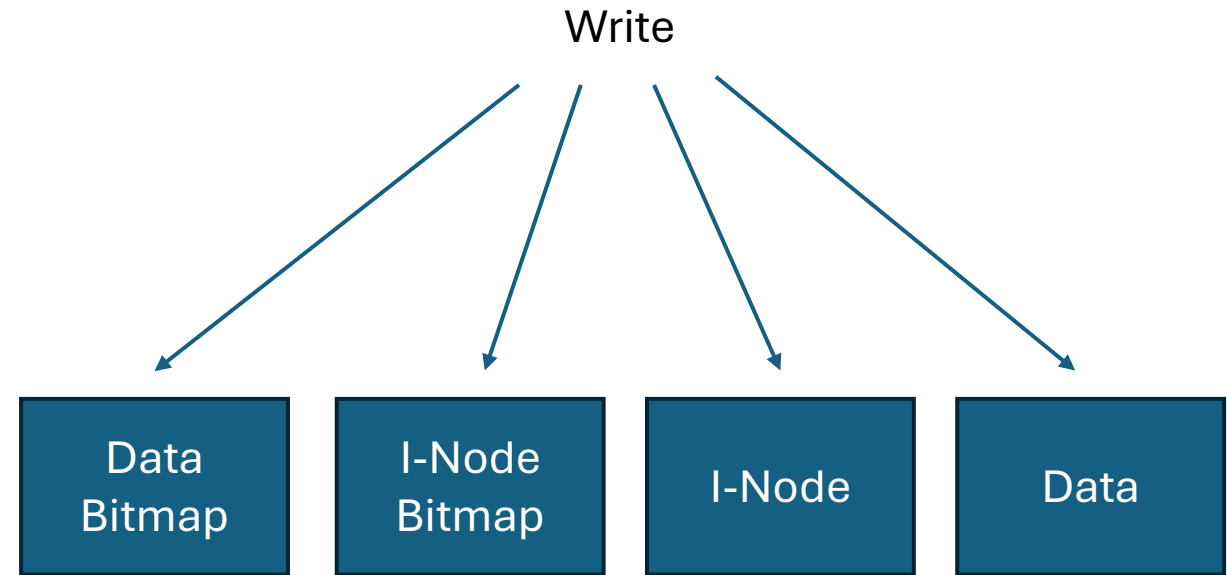 Write
Data
Bitmap
I-Node
Bitmap
I-Node
Data